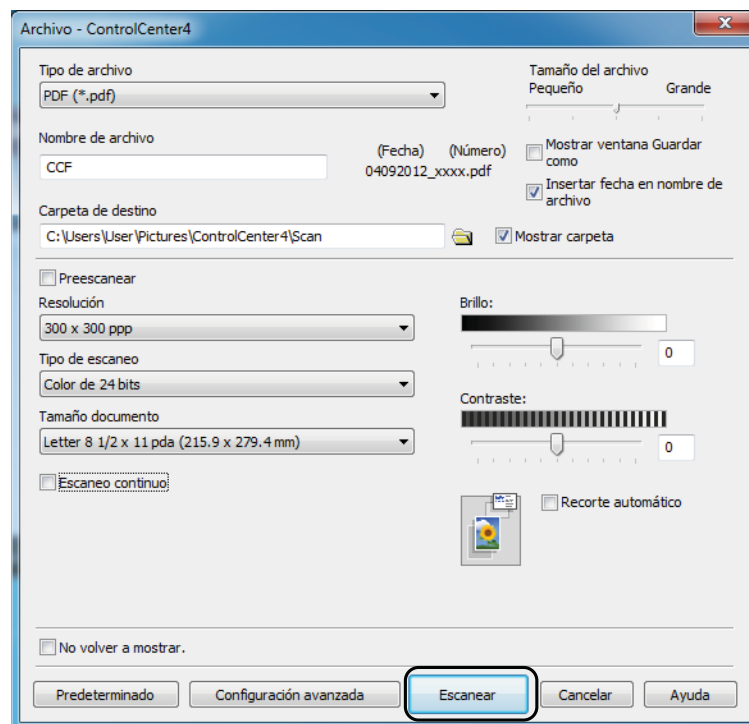 Archivo - ControlCenter4
Tipo de archivo
PDF (*.pdf)
Tamaño del archivo
Pequeño Grande
Nombre de archivo
CCF
(Fecha) (Número)
04092012_xxxx.pdf
Mostrar ventana Guardar
como
Insertar fecha en nombre de
archivo
Carpeta de destino
C:\Users\User\Pictures\ControlCenter4\Scan
Mostrar carpeta
Preescanear
Resolución
300 x 300 ppp
Tipo de escaneo
Color de 24 bits
Tamaño documento
Letter 8 1/2 x 11 pda (215.9 x 279.4 mm)
Escaneo continuo
Brillo:
0
Contraste:
0
Recorte automático
No volver a mostrar.
Predeterminado Configuración avanzada Escanear Cancelar Ayuda